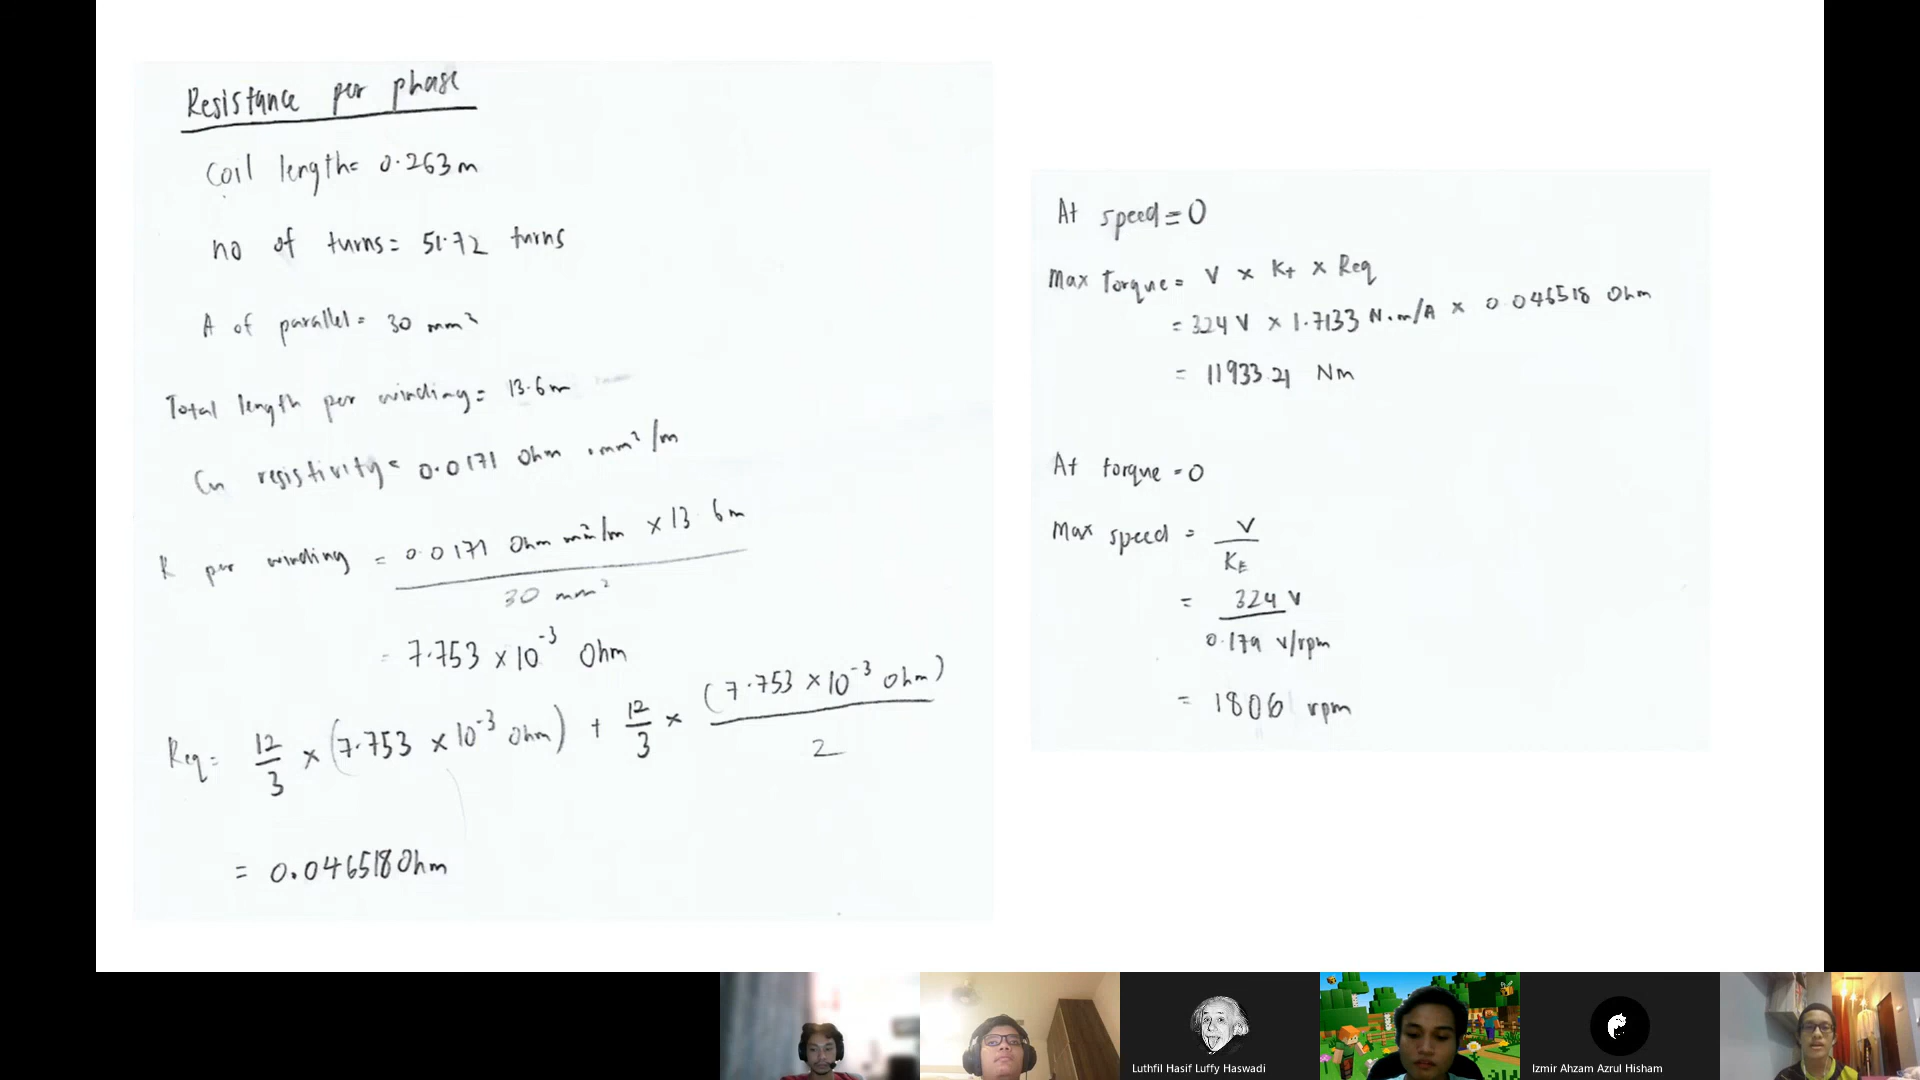 Resistance per phase
Coil length= 0.263 m
no of turns= 51.72 turns
A of parallel= 30 mm²
Total length per winding= 13.6m
Cu resistivity= 0.0171 Ohm .mm²/m
R per winding = 0.0171 Ohm mm²/m × 13.6m
30 mm²
= 7.753 × 10⁻³ Ohm
Req= 12/3 × (7.753 × 10⁻³ Ohm) + 12/3 × (7.753 × 10⁻³ Ohm)
2
= 0.046518 Ohm
At speed = 0
Max Torque= V × Kt × Req
= 324 V × 1.7133 N.m/A × 0.046518 Ohm
= 11933.21 Nm
At torque = 0
Max speed = V
KE
= 324 V
0.179 V/rpm
= 1806 rpm
Luthfil Hasif Luffy Haswadi
Izmir Ahzam Azrul Hisham